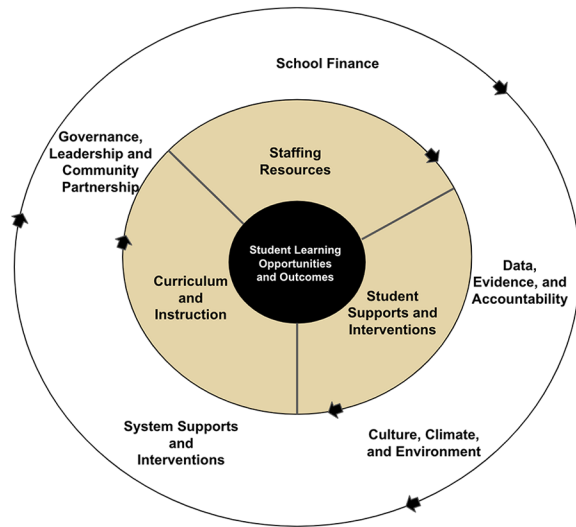 School Finance
Governance,
Leadership and
Community
Partnership
Staffing
Resources
Student Learning
Opportunities
and Outcomes
Curriculum
and
Instruction
Student
Supports and
Interventions
Data,
Evidence, and
Accountability
System Supports
and
Interventions
Culture, Climate,
and Environment